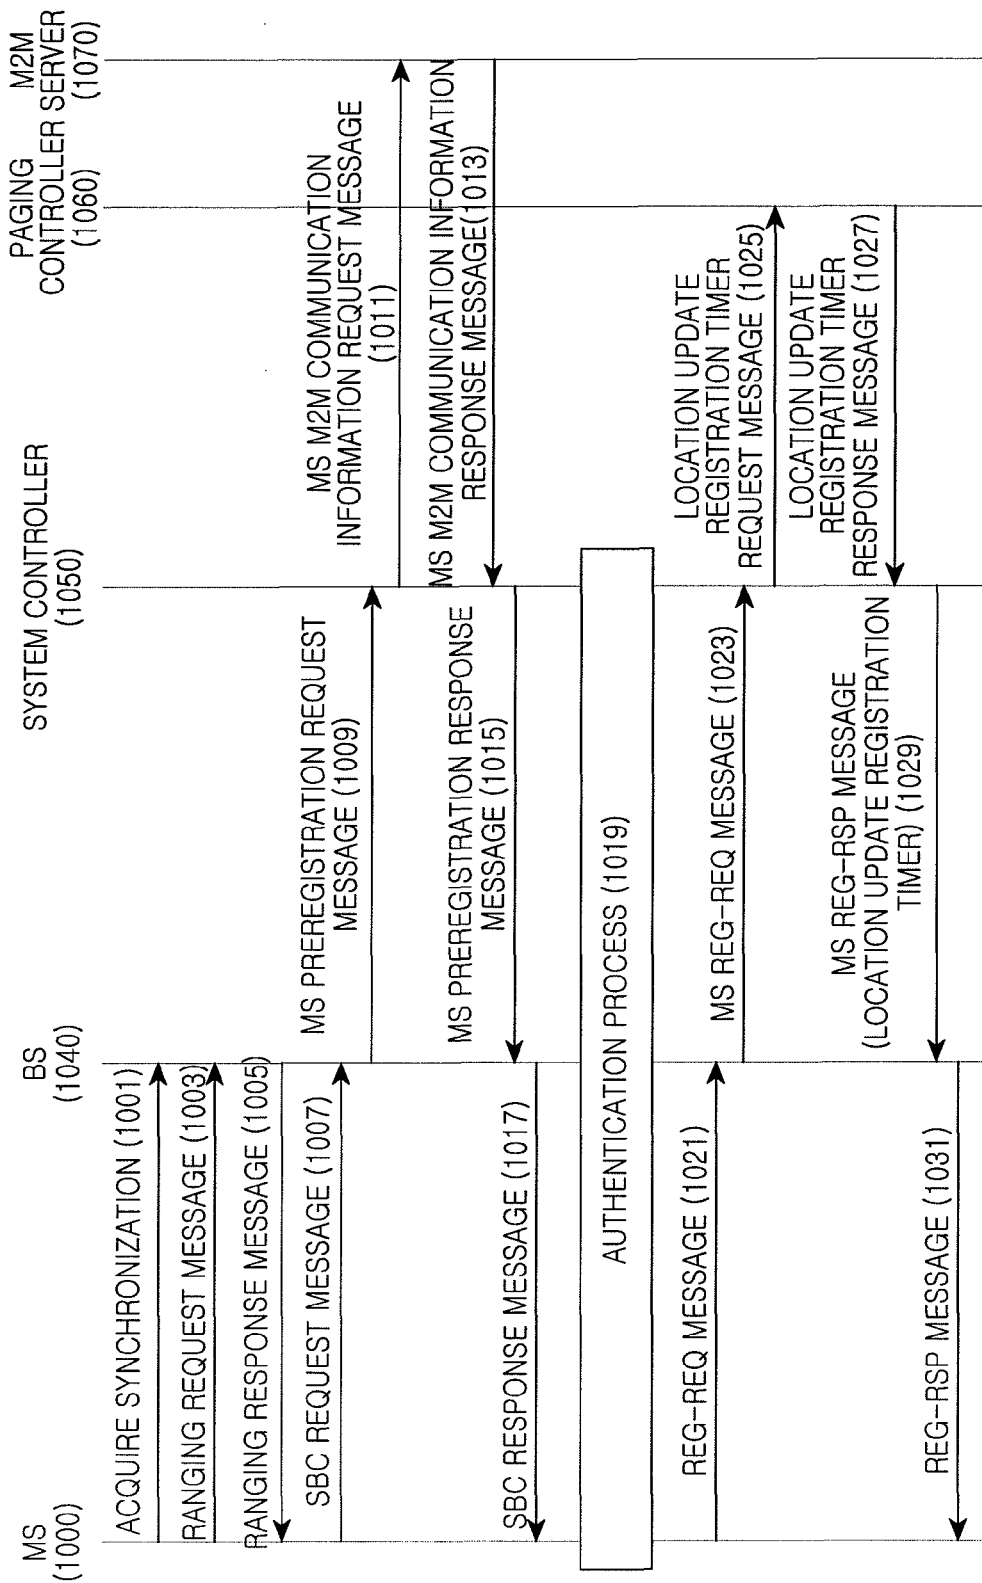 MS
(1000)
BS
(1040)
SYSTEM CONTROLLER
(1050)
PAGING M2M
CONTROLLER SERVER
(1060) (1070)
ACQUIRE SYNCHRONIZATION (1001)
RANGING REQUEST MESSAGE (1003)
RANGING RESPONSE MESSAGE (1005)
SBC REQUEST MESSAGE (1007)
MS PREREGISTRATION REQUEST
MESSAGE (1009)
MS M2M COMMUNICATION
INFORMATION REQUEST MESSAGE
(1011)
MS M2M COMMUNICATION INFORMATION
RESPONSE MESSAGE(1013)
MS PREREGISTRATION RESPONSE
MESSAGE (1015)
SBC RESPONSE MESSAGE (1017)
AUTHENTICATION PROCESS (1019)
REG-REQ MESSAGE (1021)
MS REG-REQ MESSAGE (1023)
LOCATION UPDATE
REGISTRATION TIMER
REQUEST MESSAGE (1025)
LOCATION UPDATE
REGISTRATION TIMER
RESPONSE MESSAGE (1027)
MS REG-RSP MESSAGE
(LOCATION UPDATE REGISTRATION
TIMER) (1029)
REG-RSP MESSAGE (1031)